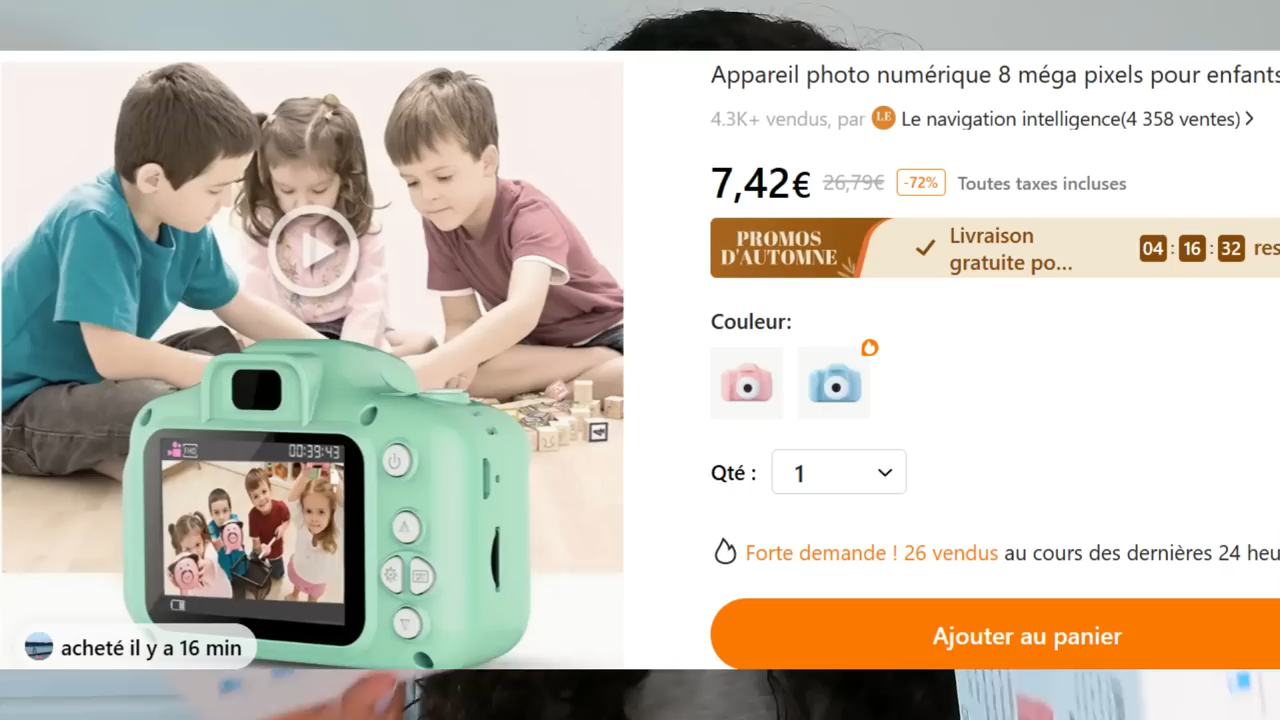 Appareil photo numérique 8 méga pixels pour enfants
4.3K+ vendus, par LE Le navigation intelligence(4 358 ventes)
7,42€ 26,79€ -72% Toutes taxes incluses
PROMOS
D'AUTOMNE
Livraison
gratuite po...
04 : 16 : 32
Couleur:
Qté : 1
Forte demande ! 26 vendus au cours des dernières 24
Ajouter au panier
00:39:43
acheté il y a 16 min